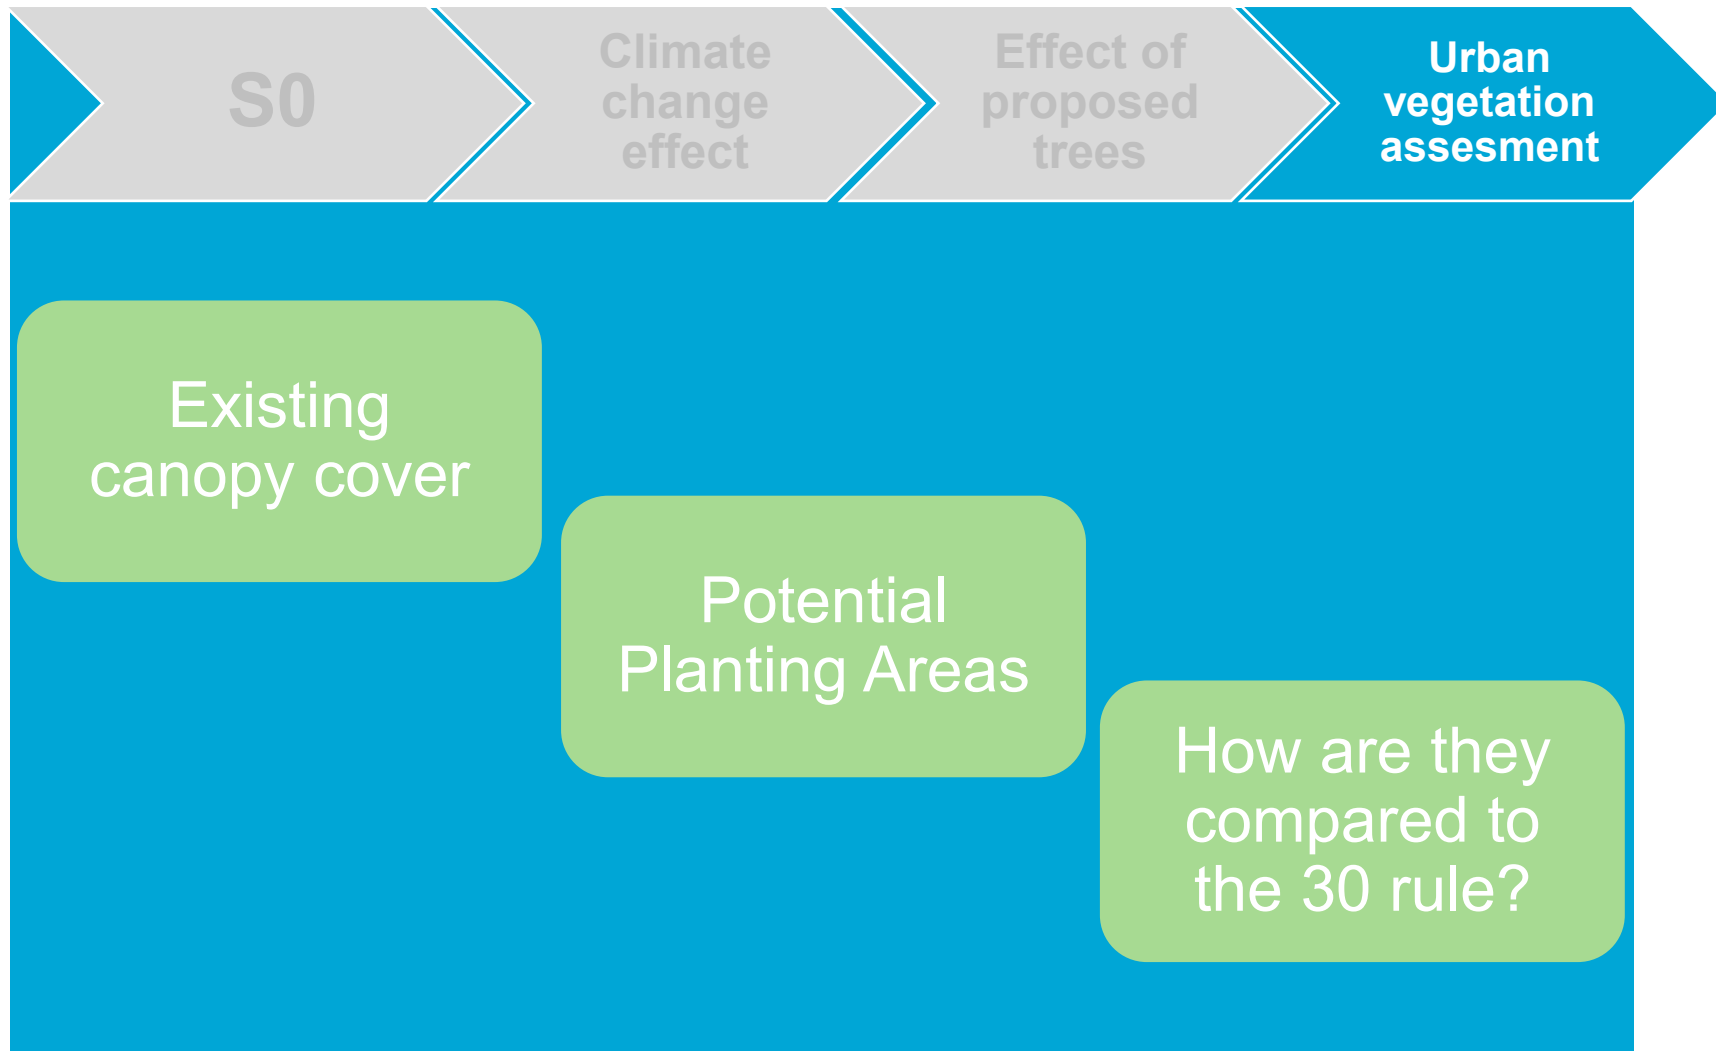 S0
Climate
change
effect
Effect of
proposed
trees
Urban
vegetation
assesment
Existing
canopy cover
Potential
Planting Areas
How are they
compared to
the 30 rule?